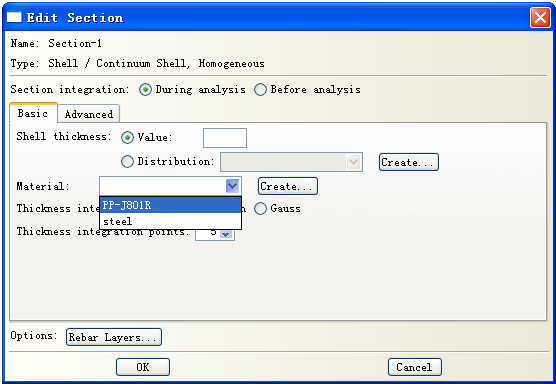 Edit Section
Name: Section-1
Type: Shell / Continuum Shell, Homogeneous
Section integration: During analysis Before analysis
Basic Advanced
Shell thickness: Value:
Distribution: Create...
Material: Create...
PP-J801R
Thickness inte n Gauss
steel
Thickness integration points: 5
Options: Rebar Layers...
OK Cancel